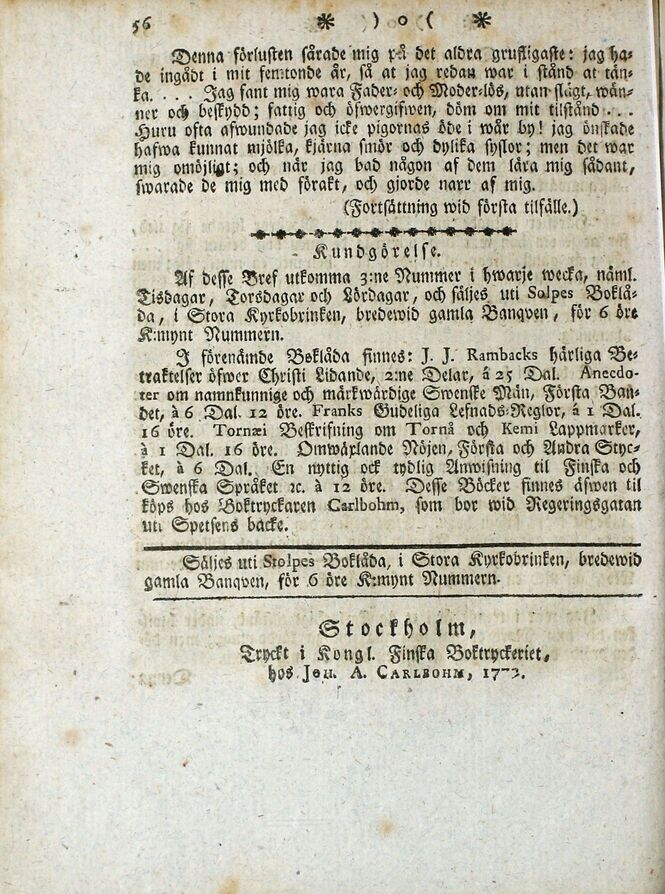 56 ❋ ) o ( ❋
Denna förlusten sårade mig på det aldra grufligaste: jag ha-
de ingådt i mit femtonde år, så at jag redan war i stånd at tän-
ka. . . . Jag fant mig wara Fader- och Moder-lös, utan slägt, wän-
ner och beskydd; fattig och öfwergifwen, döm om mit tilstånd . . .
Huru ofta afwundade jag icke pigornas öde i wår by! jag önskade
hafwa kunnat mjölka, kjärna smör och dylika syslor; men det war
mig omöjligt; och när jag bad någon af dem lära mig sådant,
swarade de mig med förakt, och gjorde narr af mig.
(Fortsättning wid första tilfälle.)
Kundgörelse.
Af desse Bref utkomma 3:ne Nummer i hwarje wecka, näml.
Tisdagar, Torsdagar och Lördagar, och säljes uti Solpes Boklå-
da, i Stora Kyrkobrinken, bredewid gamla Banqven, för 6 öre
K:mynt Nummern.
I förenämde Boklåda finnes: J. J. Rambacks härliga Be-
traktelser öfwer Christi Lidande, 2:ne Delar, á 25 Dal. Anecdo-
ter om namnkunnige och märkwärdige Swenske Män, Första Ban-
det, à 6 Dal. 12 öre. Franks Gudeliga Lefnads-Reglor, á 1 Dal.
16 öre. Tornæi Beskrifning om Tornå och Kemi Lappmarker,
à 1 Dal. 16 öre. Omwäxlande Nöjen, Första och Andra Styc-
ket, à 6 Dal. En nyttig ock tydlig Anwisning til Finska och
Swenska Språket ꝛc. à 12 öre. Desse Böcker finnes äfwen til
köps hos Boktryckaren Carlbohm, som bor wid Regeringsgatan
uti Spetsens backe.
Säljes uti Stolpes Boklåda, i Stora Kyrkobrinken, bredewid
gamla Banqven, för 6 öre K:mynt Nummern.
Stockholm,
Tryckt i Kongl. Finska Boktryckeriet,
hos Joh. A. Carlbohm, 1773.